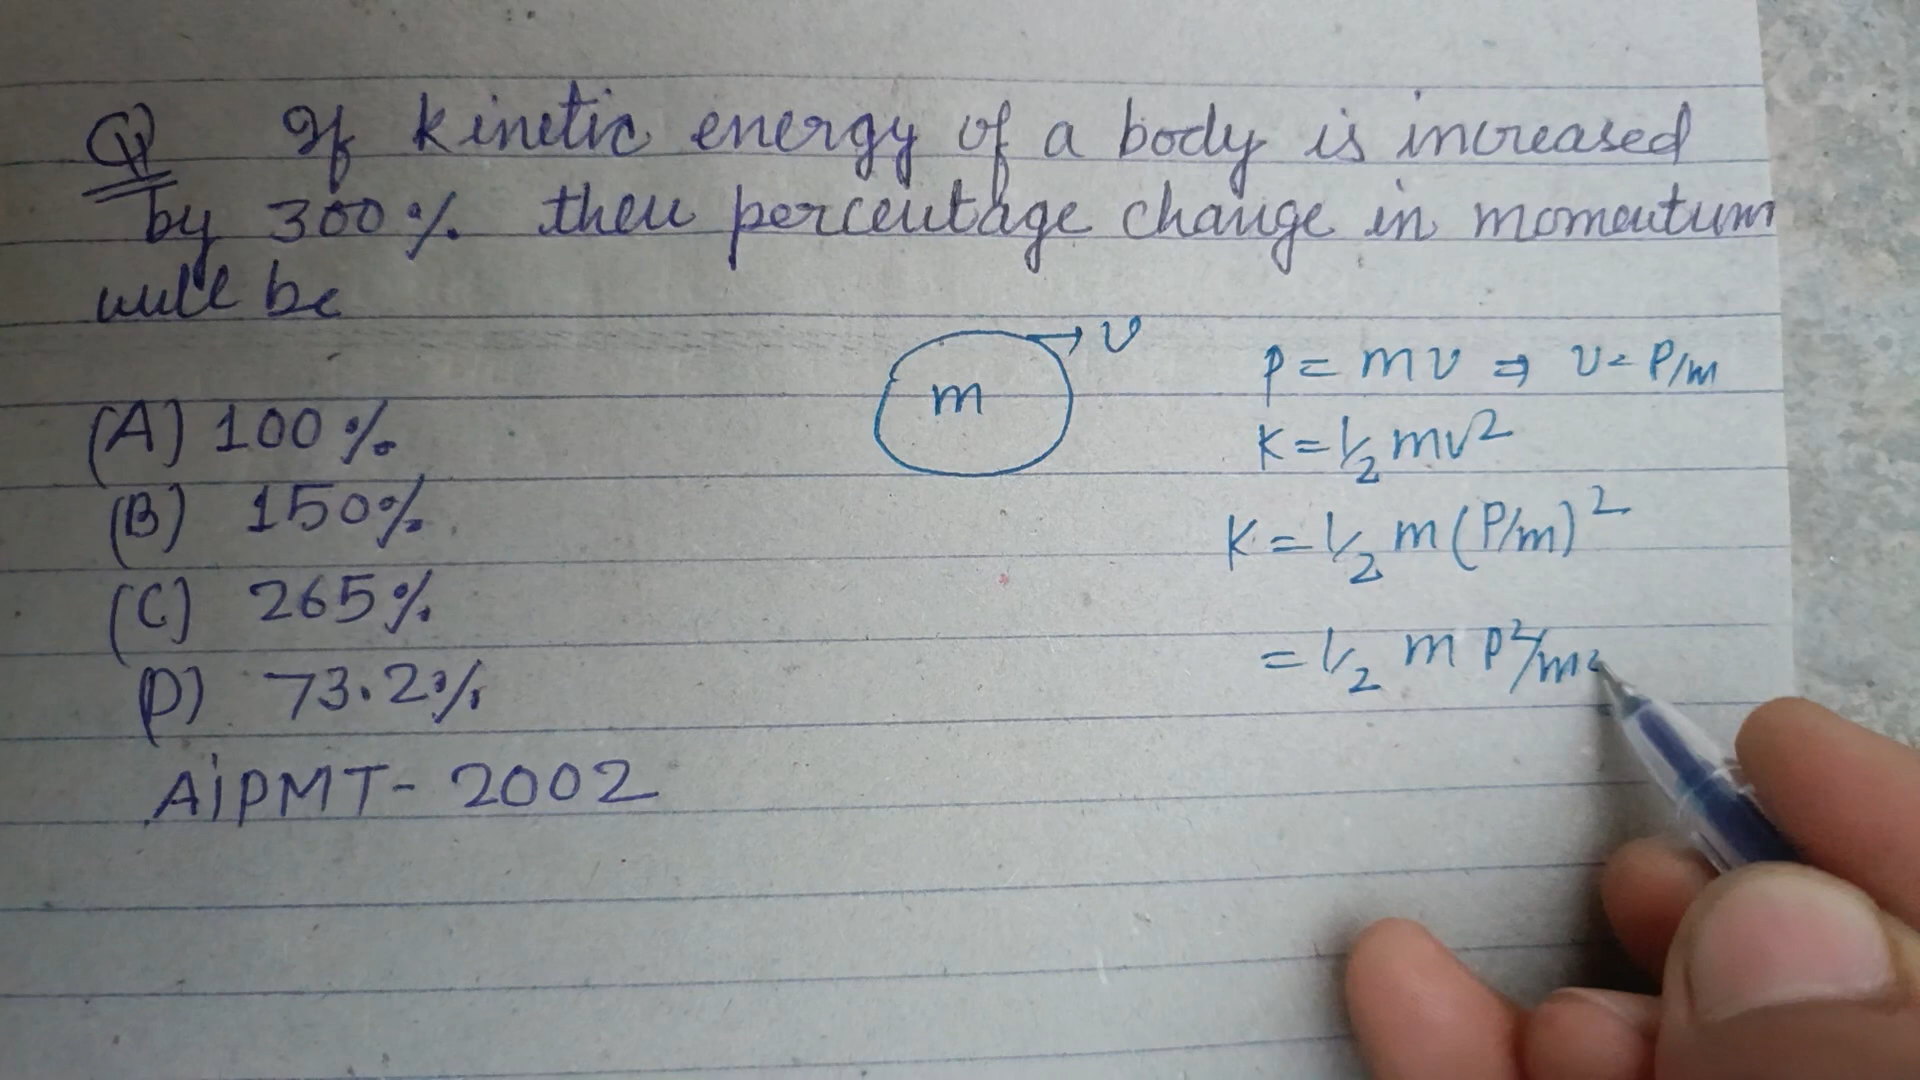 Q If kinetic energy of a body is increased
by 300% then percentage change in momentum
will be
(A) 100%
(B) 150%
(C) 265%
(D) 73.2%
AiPMT-2002
m
→ v
P = mv ⇒ v = P/m
K = 1/2 mv²
K = 1/2 m (P/m)²
= 1/2 m P²/m²